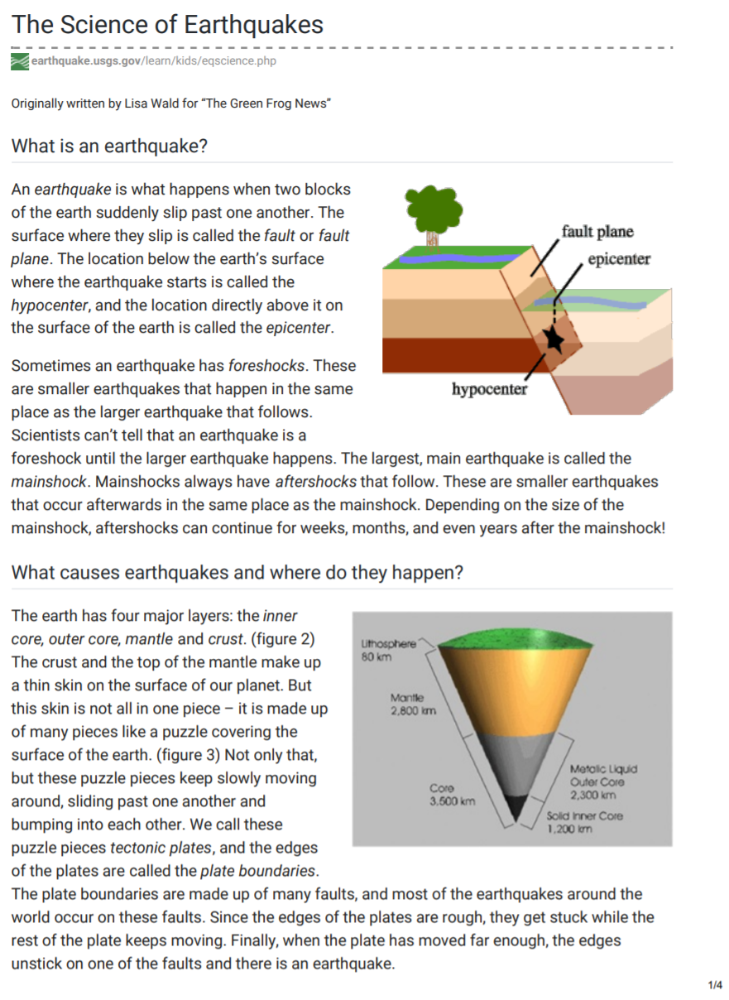 The Science of Earthquakes
earthquake.usgs.gov/learn/kids/eqscience.php
Originally written by Lisa Wald for “The Green Frog News”
What is an earthquake?
An earthquake is what happens when two blocks
of the earth suddenly slip past one another. The
surface where they slip is called the fault or fault
plane. The location below the earth’s surface
where the earthquake starts is called the
hypocenter, and the location directly above it on
the surface of the earth is called the epicenter.
fault plane
epicenter
hypocenter
Sometimes an earthquake has foreshocks. These
are smaller earthquakes that happen in the same
place as the larger earthquake that follows.
Scientists can’t tell that an earthquake is a
foreshock until the larger earthquake happens. The largest, main earthquake is called the
mainshock. Mainshocks always have aftershocks that follow. These are smaller earthquakes
that occur afterwards in the same place as the mainshock. Depending on the size of the
mainshock, aftershocks can continue for weeks, months, and even years after the mainshock!
What causes earthquakes and where do they happen?
The earth has four major layers: the inner
core, outer core, mantle and crust. (figure 2)
The crust and the top of the mantle make up
a thin skin on the surface of our planet. But
this skin is not all in one piece – it is made up
of many pieces like a puzzle covering the
surface of the earth. (figure 3) Not only that,
but these puzzle pieces keep slowly moving
around, sliding past one another and
bumping into each other. We call these
puzzle pieces tectonic plates, and the edges
of the plates are called the plate boundaries.
Lithosphere
80 km
Mantle
2,800 km
Core
3,500 km
Metalic Liquid
Outer Core
2,300 km
Solid Inner Core
1,200 km
The plate boundaries are made up of many faults, and most of the earthquakes around the
world occur on these faults. Since the edges of the plates are rough, they get stuck while the
rest of the plate keeps moving. Finally, when the plate has moved far enough, the edges
unstick on one of the faults and there is an earthquake.
1/4